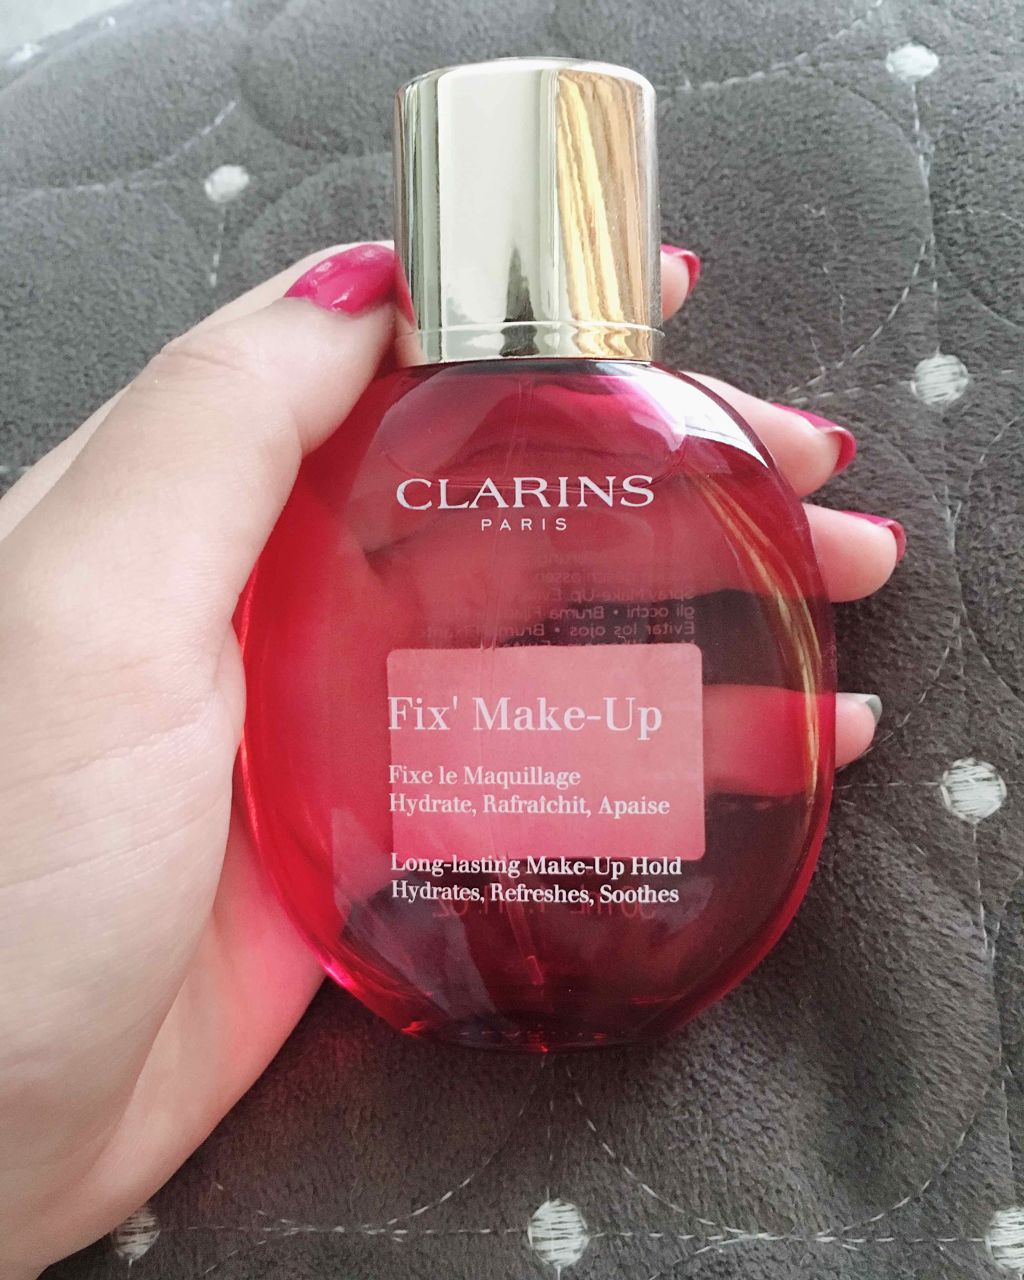 CLARINS
PARIS
Fix' Make-Up
Fixe le Maquillage
Hydrate, Rafraîchit, Apaise
Long-lasting Make-Up Hold
Hydrates, Refreshes, Soothes